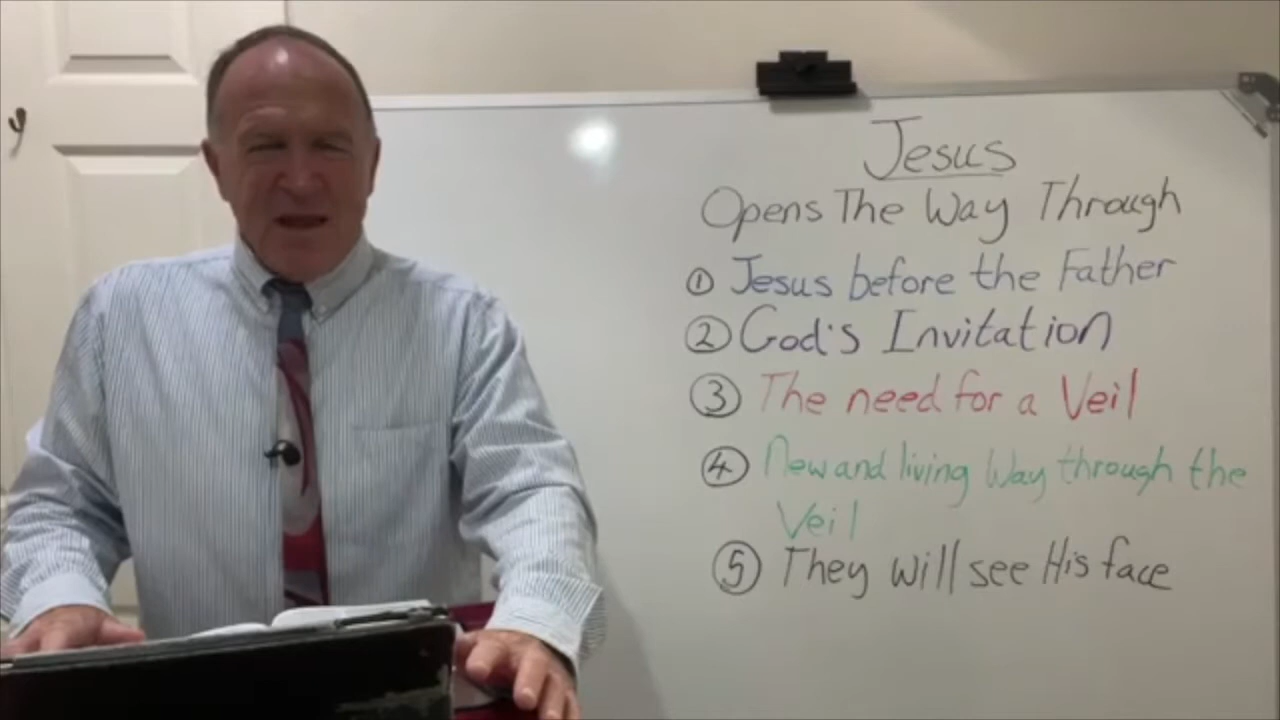 Jesus
Opens The Way Through
① Jesus before the Father
② God's Invitation
③ The need for a Veil
④ New and living Way through the
Veil
⑤ They will see His face